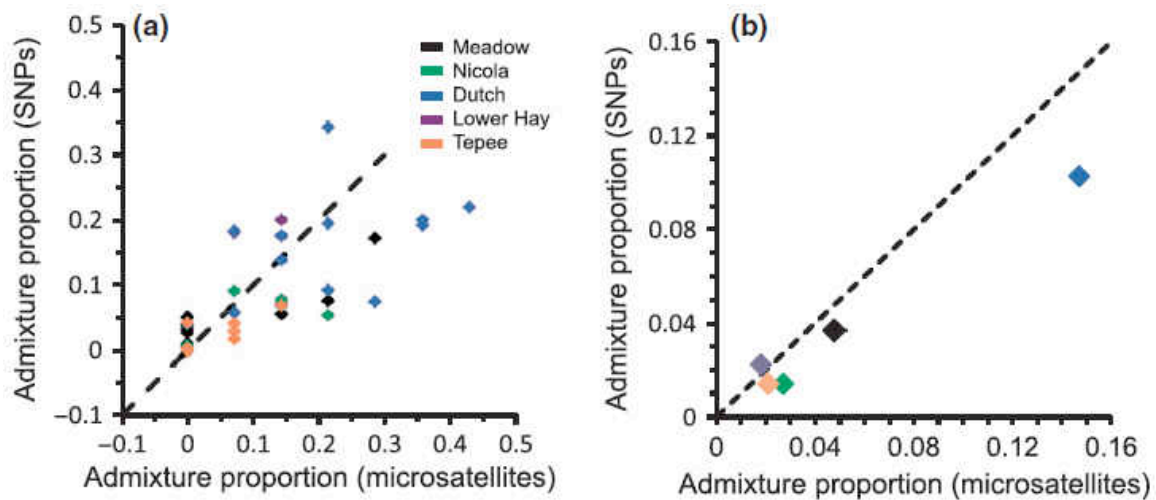 (a)
Admixture proportion (SNPs)
0.5
0.4
0.3
0.2
0.1
0
–0.1
–0.1 0 0.1 0.2 0.3 0.4 0.5
Admixture proportion (microsatellites)
Meadow
Nicola
Dutch
Lower Hay
Tepee
(b)
Admixture proportion (SNPs)
0.16
0.12
0.08
0.04
0
0 0.04 0.08 0.12 0.16
Admixture proportion (microsatellites)